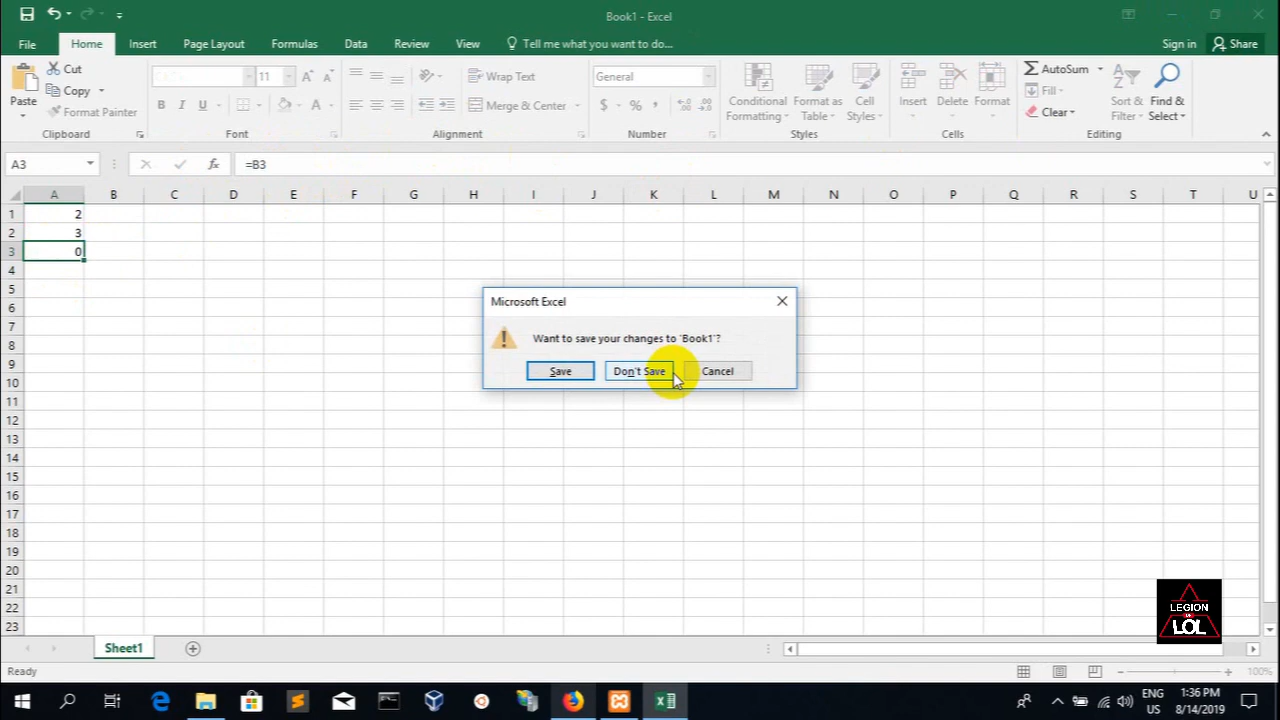 Book1 - Excel
File Home Insert Page Layout Formulas Data Review View Tell me what you want to do... Sign in Share
Paste
Cut
Copy
Format Painter
Clipboard
11
B I U
Font
Wrap Text
Merge & Center
Alignment
General
$ % ,
Number
Conditional Formatting
Format as Table
Cell Styles
Styles
Insert Delete Format
Cells
AutoSum
Fill
Clear
Sort & Filter
Find & Select
Editing
A3 fx =B3
A B C D E F G H I J K L M N O P Q R S T U
1 2
2 3
3 0
4
5
6
7
8
9
10
11
12
13
14
15
16
17
18
19
20
21
22
23
Microsoft Excel
Want to save your changes to 'Book1'?
Save Don't Save Cancel
LEGION
OF
LOL
Sheet1
Ready 100%
ENG 1:36 PM
US 8/14/2019